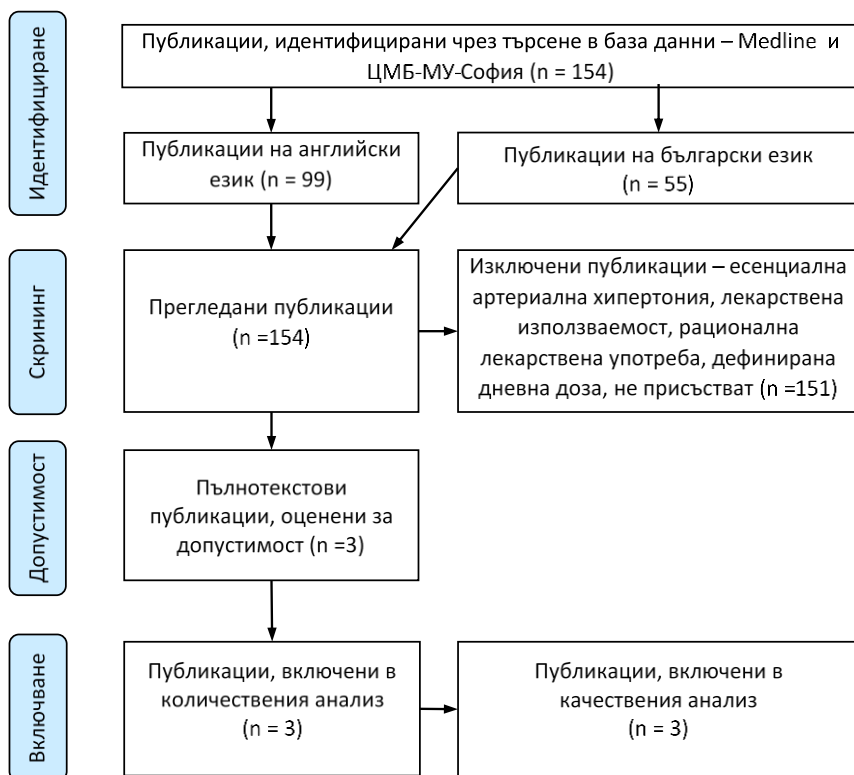 Идентифициране
Публикации, идентифицирани чрез търсене в база данни – Medline и
ЦМБ-МУ-София (n = 154)
Публикации на английски
език (n = 99)
Публикации на български език
(n = 55)
Скрининг
Прегледани публикации
(n =154)
Изключени публикации – есенциална
артериална хипертония, лекарствена
използваемост, рационална
лекарствена употреба, дефинирана
дневна доза, не присъстват (n =151)
Допустимост
Пълнотекстови
публикации, оценени за
допустимост (n =3)
Включване
Публикации, включени в
количествения анализ
(n = 3)
Публикации, включени в
качествения анализ
(n = 3)